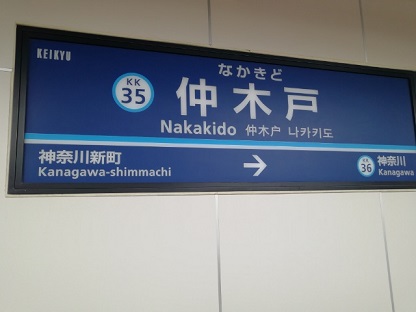 KEIKYU
なかきど
KK
35
仲木戸
Nakakido 仲木户 나카키도
神奈川新町
Kanagawa-shimmachi
→
KK
36
神奈川
Kanagawa